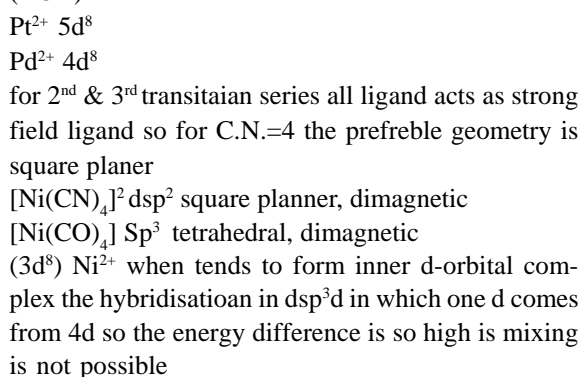 Pt²⁺ 5d⁸
Pd²⁺ 4d⁸
for 2ⁿᵈ & 3ʳᵈ transitaian series all ligand acts as strong
field ligand so for C.N.=4 the prefreble geometry is
square planer
[Ni(CN)₄]² dsp² square planner, dimagnetic
[Ni(CO)₄] Sp³ tetrahedral, dimagnetic
(3d⁸) Ni²⁺ when tends to form inner d-orbital com-
plex the hybridisatioan in dsp³d in which one d comes
from 4d so the energy difference is so high is mixing
is not possible